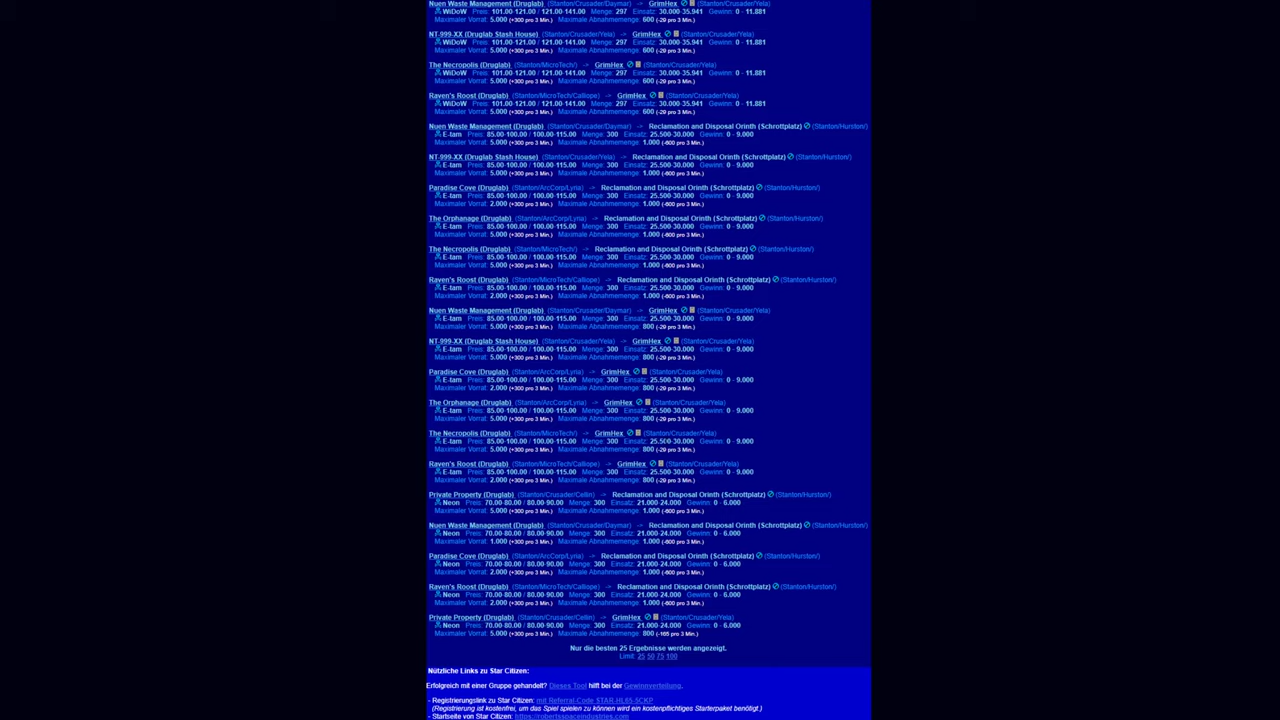 Nuen Waste Management (Druglab) (Stanton/Crusader/Daymar) -> GrimHex (Stanton/Crusader/Yela)
WiDoW Preis: 101.00-121.00 / 121.00-141.00 Menge: 297 Einsatz: 30.000-35.941 Gewinn: 0 - 11.881
Maximaler Vorrat: 5.000 (+300 pro 3 Min.) Maximale Abnahmemenge: 600 (-29 pro 3 Min.)
NT-999-XX (Druglab Stash House) (Stanton/Crusader/Yela) -> GrimHex (Stanton/Crusader/Yela)
WiDoW Preis: 101.00-121.00 / 121.00-141.00 Menge: 297 Einsatz: 30.000-35.941 Gewinn: 0 - 11.881
Maximaler Vorrat: 5.000 (+300 pro 3 Min.) Maximale Abnahmemenge: 600 (-29 pro 3 Min.)
The Necropolis (Druglab) (Stanton/MicroTech/) -> GrimHex (Stanton/Crusader/Yela)
WiDoW Preis: 101.00-121.00 / 121.00-141.00 Menge: 297 Einsatz: 30.000-35.941 Gewinn: 0 - 11.881
Maximaler Vorrat: 5.000 (+300 pro 3 Min.) Maximale Abnahmemenge: 600 (-29 pro 3 Min.)
Raven's Roost (Druglab) (Stanton/MicroTech/Calliope) -> GrimHex (Stanton/Crusader/Yela)
WiDoW Preis: 101.00-121.00 / 121.00-141.00 Menge: 297 Einsatz: 30.000-35.941 Gewinn: 0 - 11.881
Maximaler Vorrat: 5.000 (+300 pro 3 Min.) Maximale Abnahmemenge: 600 (-29 pro 3 Min.)
Nuen Waste Management (Druglab) (Stanton/Crusader/Daymar) -> Reclamation and Disposal Orinth (Schrottplatz) (Stanton/Hurston/)
E-tam Preis: 85.00-100.00 / 100.00-115.00 Menge: 300 Einsatz: 25.500-30.000 Gewinn: 0 - 9.000
Maximaler Vorrat: 5.000 (+300 pro 3 Min.) Maximale Abnahmemenge: 1.000 (-600 pro 3 Min.)
NT-999-XX (Druglab Stash House) (Stanton/Crusader/Yela) -> Reclamation and Disposal Orinth (Schrottplatz) (Stanton/Hurston/)
E-tam Preis: 85.00-100.00 / 100.00-115.00 Menge: 300 Einsatz: 25.500-30.000 Gewinn: 0 - 9.000
Maximaler Vorrat: 5.000 (+300 pro 3 Min.) Maximale Abnahmemenge: 1.000 (-600 pro 3 Min.)
Paradise Cove (Druglab) (Stanton/ArcCorp/Lyria) -> Reclamation and Disposal Orinth (Schrottplatz) (Stanton/Hurston/)
E-tam Preis: 85.00-100.00 / 100.00-115.00 Menge: 300 Einsatz: 25.500-30.000 Gewinn: 0 - 9.000
Maximaler Vorrat: 2.000 (+300 pro 3 Min.) Maximale Abnahmemenge: 1.000 (-600 pro 3 Min.)
The Orphanage (Druglab) (Stanton/ArcCorp/Lyria) -> Reclamation and Disposal Orinth (Schrottplatz) (Stanton/Hurston/)
E-tam Preis: 85.00-100.00 / 100.00-115.00 Menge: 300 Einsatz: 25.500-30.000 Gewinn: 0 - 9.000
Maximaler Vorrat: 5.000 (+300 pro 3 Min.) Maximale Abnahmemenge: 1.000 (-600 pro 3 Min.)
The Necropolis (Druglab) (Stanton/MicroTech/) -> Reclamation and Disposal Orinth (Schrottplatz) (Stanton/Hurston/)
E-tam Preis: 85.00-100.00 / 100.00-115.00 Menge: 300 Einsatz: 25.500-30.000 Gewinn: 0 - 9.000
Maximaler Vorrat: 5.000 (+300 pro 3 Min.) Maximale Abnahmemenge: 1.000 (-600 pro 3 Min.)
Raven's Roost (Druglab) (Stanton/MicroTech/Calliope) -> Reclamation and Disposal Orinth (Schrottplatz) (Stanton/Hurston/)
E-tam Preis: 85.00-100.00 / 100.00-115.00 Menge: 300 Einsatz: 25.500-30.000 Gewinn: 0 - 9.000
Maximaler Vorrat: 2.000 (+300 pro 3 Min.) Maximale Abnahmemenge: 1.000 (-600 pro 3 Min.)
Nuen Waste Management (Druglab) (Stanton/Crusader/Daymar) -> GrimHex (Stanton/Crusader/Yela)
E-tam Preis: 85.00-100.00 / 100.00-115.00 Menge: 300 Einsatz: 25.500-30.000 Gewinn: 0 - 9.000
Maximaler Vorrat: 5.000 (+300 pro 3 Min.) Maximale Abnahmemenge: 800 (-29 pro 3 Min.)
NT-999-XX (Druglab Stash House) (Stanton/Crusader/Yela) -> GrimHex (Stanton/Crusader/Yela)
E-tam Preis: 85.00-100.00 / 100.00-115.00 Menge: 300 Einsatz: 25.500-30.000 Gewinn: 0 - 9.000
Maximaler Vorrat: 5.000 (+300 pro 3 Min.) Maximale Abnahmemenge: 800 (-29 pro 3 Min.)
Paradise Cove (Druglab) (Stanton/ArcCorp/Lyria) -> GrimHex (Stanton/Crusader/Yela)
E-tam Preis: 85.00-100.00 / 100.00-115.00 Menge: 300 Einsatz: 25.500-30.000 Gewinn: 0 - 9.000
Maximaler Vorrat: 2.000 (+300 pro 3 Min.) Maximale Abnahmemenge: 800 (-29 pro 3 Min.)
The Orphanage (Druglab) (Stanton/ArcCorp/Lyria) -> GrimHex (Stanton/Crusader/Yela)
E-tam Preis: 85.00-100.00 / 100.00-115.00 Menge: 300 Einsatz: 25.500-30.000 Gewinn: 0 - 9.000
Maximaler Vorrat: 5.000 (+300 pro 3 Min.) Maximale Abnahmemenge: 800 (-29 pro 3 Min.)
The Necropolis (Druglab) (Stanton/MicroTech/) -> GrimHex (Stanton/Crusader/Yela)
E-tam Preis: 85.00-100.00 / 100.00-115.00 Menge: 300 Einsatz: 25.500-30.000 Gewinn: 0 - 9.000
Maximaler Vorrat: 5.000 (+300 pro 3 Min.) Maximale Abnahmemenge: 800 (-29 pro 3 Min.)
Raven's Roost (Druglab) (Stanton/MicroTech/Calliope) -> GrimHex (Stanton/Crusader/Yela)
E-tam Preis: 85.00-100.00 / 100.00-115.00 Menge: 300 Einsatz: 25.500-30.000 Gewinn: 0 - 9.000
Maximaler Vorrat: 2.000 (+300 pro 3 Min.) Maximale Abnahmemenge: 800 (-29 pro 3 Min.)
Private Property (Druglab) (Stanton/Crusader/Cellin) -> Reclamation and Disposal Orinth (Schrottplatz) (Stanton/Hurston/)
Neon Preis: 70.00-80.00 / 80.00-90.00 Menge: 300 Einsatz: 21.000-24.000 Gewinn: 0 - 6.000
Maximaler Vorrat: 5.000 (+300 pro 3 Min.) Maximale Abnahmemenge: 1.000 (-600 pro 3 Min.)
Nuen Waste Management (Druglab) (Stanton/Crusader/Daymar) -> Reclamation and Disposal Orinth (Schrottplatz) (Stanton/Hurston/)
Neon Preis: 70.00-80.00 / 80.00-90.00 Menge: 300 Einsatz: 21.000-24.000 Gewinn: 0 - 6.000
Maximaler Vorrat: 1.000 (+300 pro 3 Min.) Maximale Abnahmemenge: 1.000 (-600 pro 3 Min.)
Paradise Cove (Druglab) (Stanton/ArcCorp/Lyria) -> Reclamation and Disposal Orinth (Schrottplatz) (Stanton/Hurston/)
Neon Preis: 70.00-80.00 / 80.00-90.00 Menge: 300 Einsatz: 21.000-24.000 Gewinn: 0 - 6.000
Maximaler Vorrat: 2.000 (+300 pro 3 Min.) Maximale Abnahmemenge: 1.000 (-600 pro 3 Min.)
Raven's Roost (Druglab) (Stanton/MicroTech/Calliope) -> Reclamation and Disposal Orinth (Schrottplatz) (Stanton/Hurston/)
Neon Preis: 70.00-80.00 / 80.00-90.00 Menge: 300 Einsatz: 21.000-24.000 Gewinn: 0 - 6.000
Maximaler Vorrat: 2.000 (+300 pro 3 Min.) Maximale Abnahmemenge: 1.000 (-600 pro 3 Min.)
Private Property (Druglab) (Stanton/Crusader/Cellin) -> GrimHex (Stanton/Crusader/Yela)
Neon Preis: 70.00-80.00 / 80.00-90.00 Menge: 300 Einsatz: 21.000-24.000 Gewinn: 0 - 6.000
Maximaler Vorrat: 5.000 (+300 pro 3 Min.) Maximale Abnahmemenge: 800 (-165 pro 3 Min.)
Nur die besten 25 Ergebnisse werden angezeigt.
Limit: 25 50 75 100
Nützliche Links zu Star Citizen:
Erfolgreich mit einer Gruppe gehandelt? Dieses Tool hilft bei der Gewinnverteilung.
- Registrierungslink zu Star Citizen: mit Referral-Code STAR-HL65-5CKP
(Registrierung ist kostenfrei, um das Spiel spielen zu können wird ein kostenpflichtiges Starterpaket benötigt.)
- Startseite von Star Citizen: https://robertsspaceindustries.com